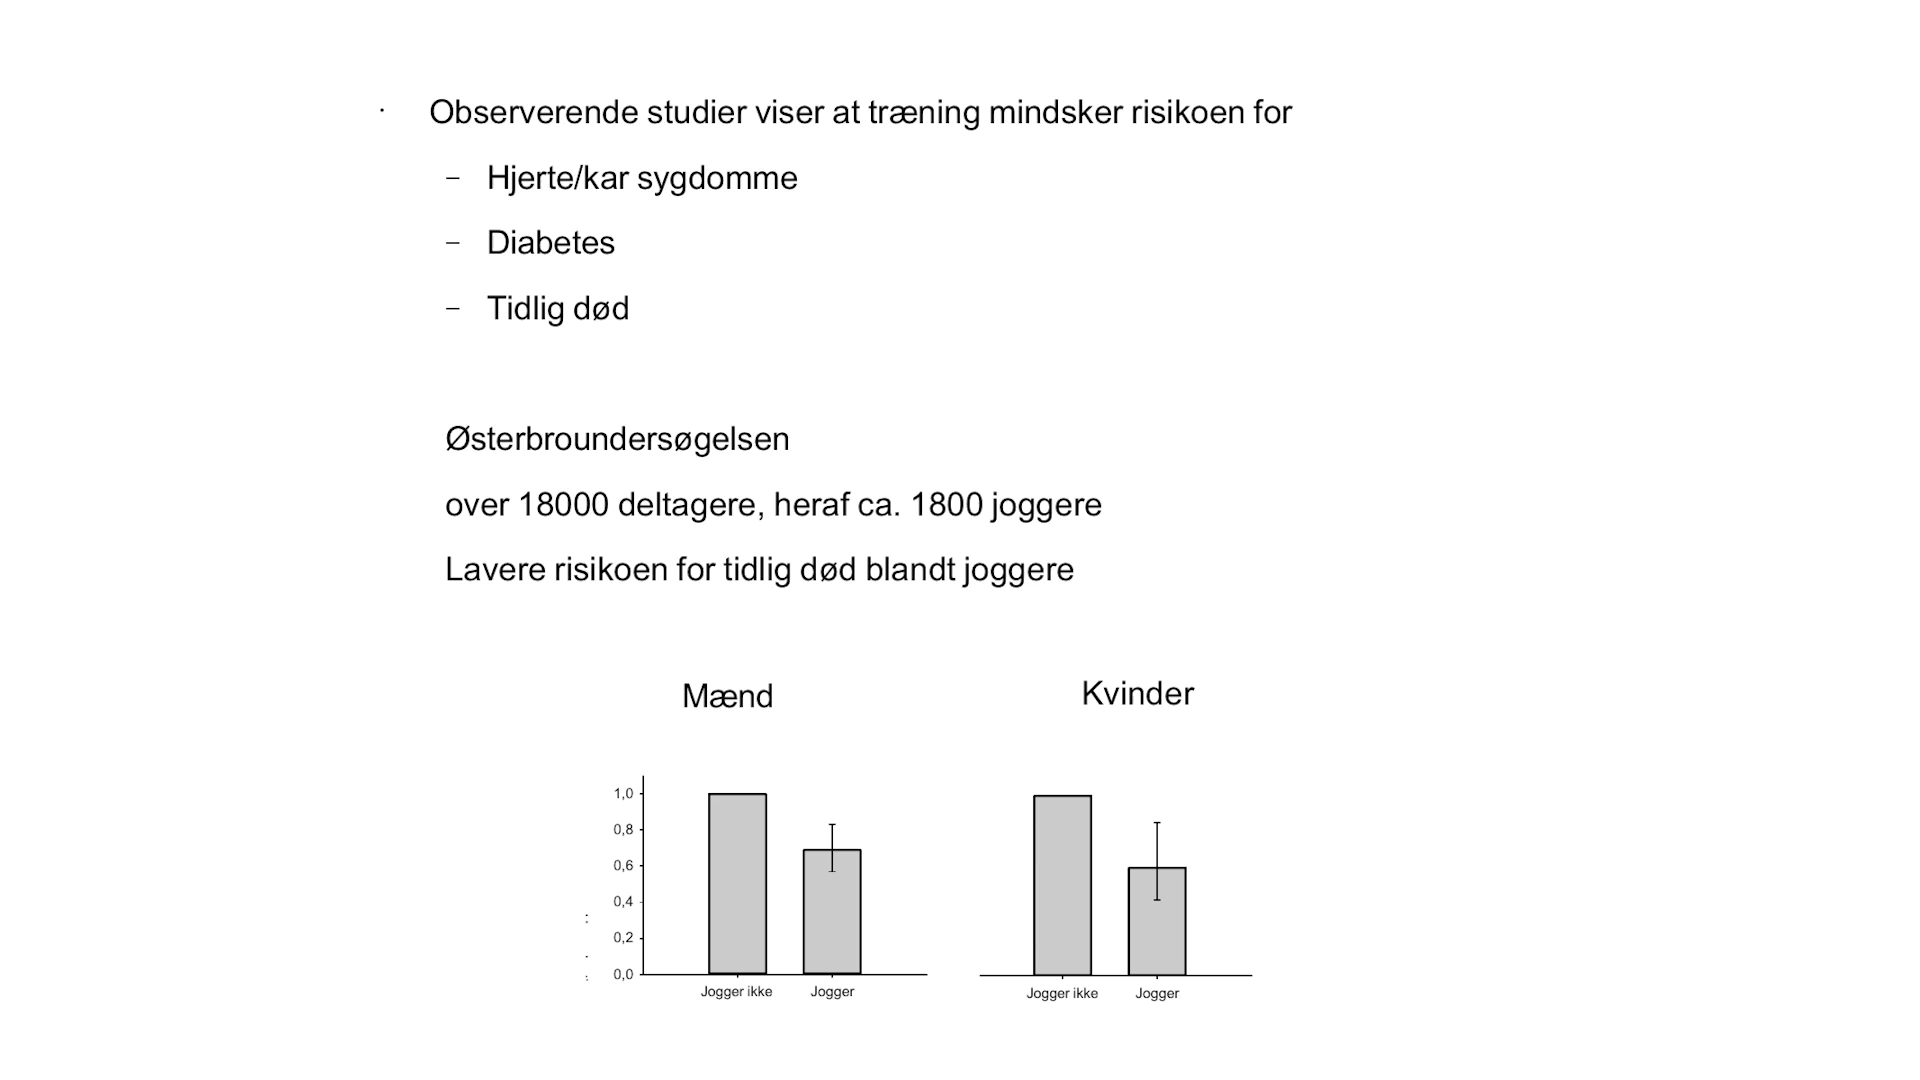 · Observerende studier viser at træning mindsker risikoen for
– Hjerte/kar sygdomme
– Diabetes
– Tidlig død
Østerbroundersøgelsen
over 18000 deltagere, heraf ca. 1800 joggere
Lavere risikoen for tidlig død blandt joggere
Mænd
Kvinder
1,0
0,8
0,6
0,4
0,2
0,0
Jogger ikke Jogger
Jogger ikke Jogger